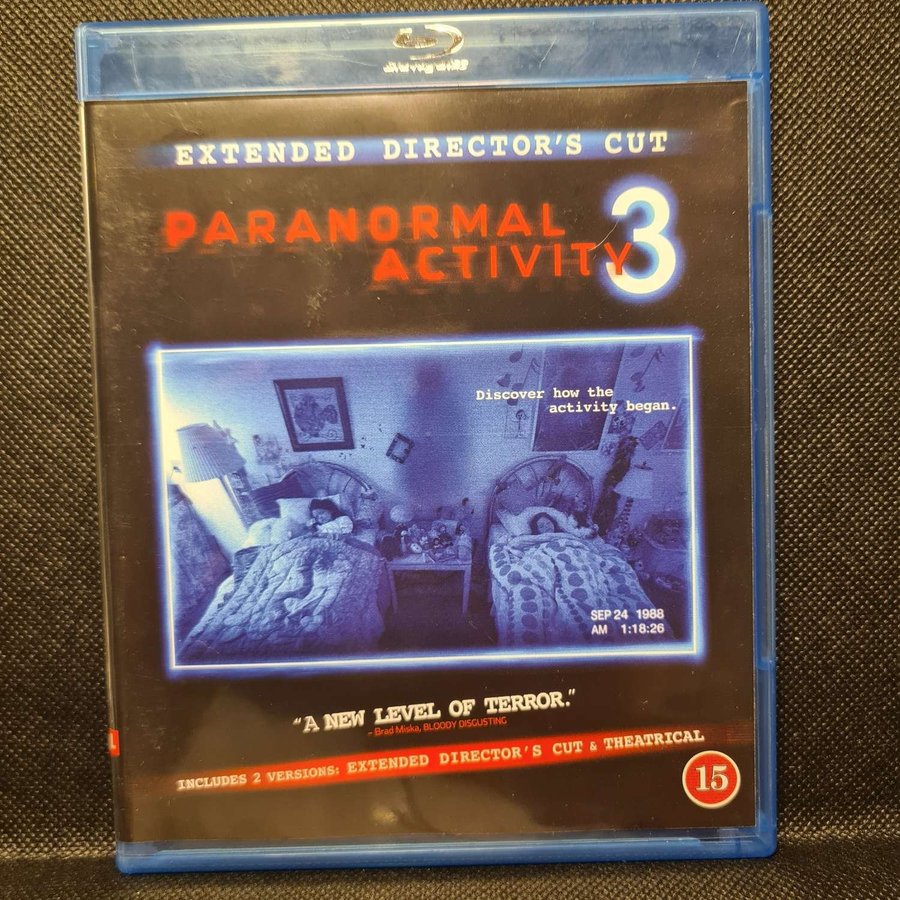 EXTENDED DIRECTOR'S CUT
PARANORMAL
ACTIVITY 3
Discover how the
activity began.
SEP 24 1988
AM 1:18:26
"A NEW LEVEL OF TERROR."
- Brad Miska, BLOODY DISGUSTING
INCLUDES 2 VERSIONS: EXTENDED DIRECTOR'S CUT & THEATRICAL
15